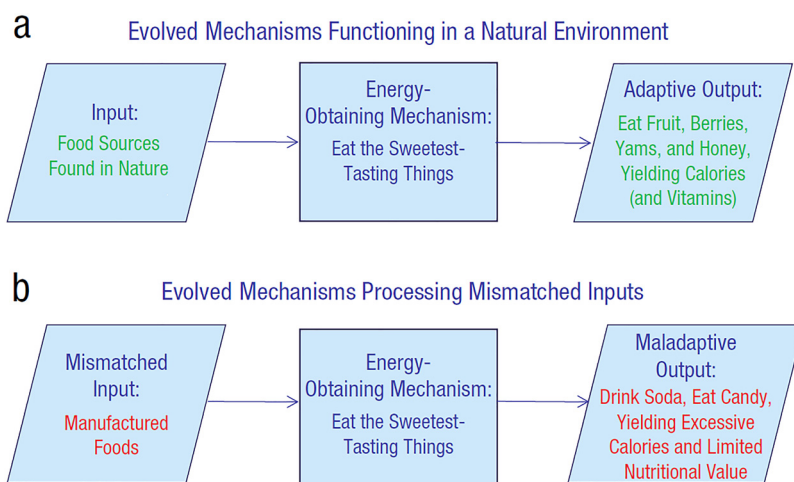 a
Evolved Mechanisms Functioning in a Natural Environment
Input:
Food Sources
Found in Nature
Energy-
Obtaining Mechanism:
Eat the Sweetest-
Tasting Things
Adaptive Output:
Eat Fruit, Berries,
Yams, and Honey,
Yielding Calories
(and Vitamins)
b
Evolved Mechanisms Processing Mismatched Inputs
Mismatched
Input:
Manufactured
Foods
Energy-
Obtaining Mechanism:
Eat the Sweetest-
Tasting Things
Maladaptive
Output:
Drink Soda, Eat Candy,
Yielding Excessive
Calories and Limited
Nutritional Value